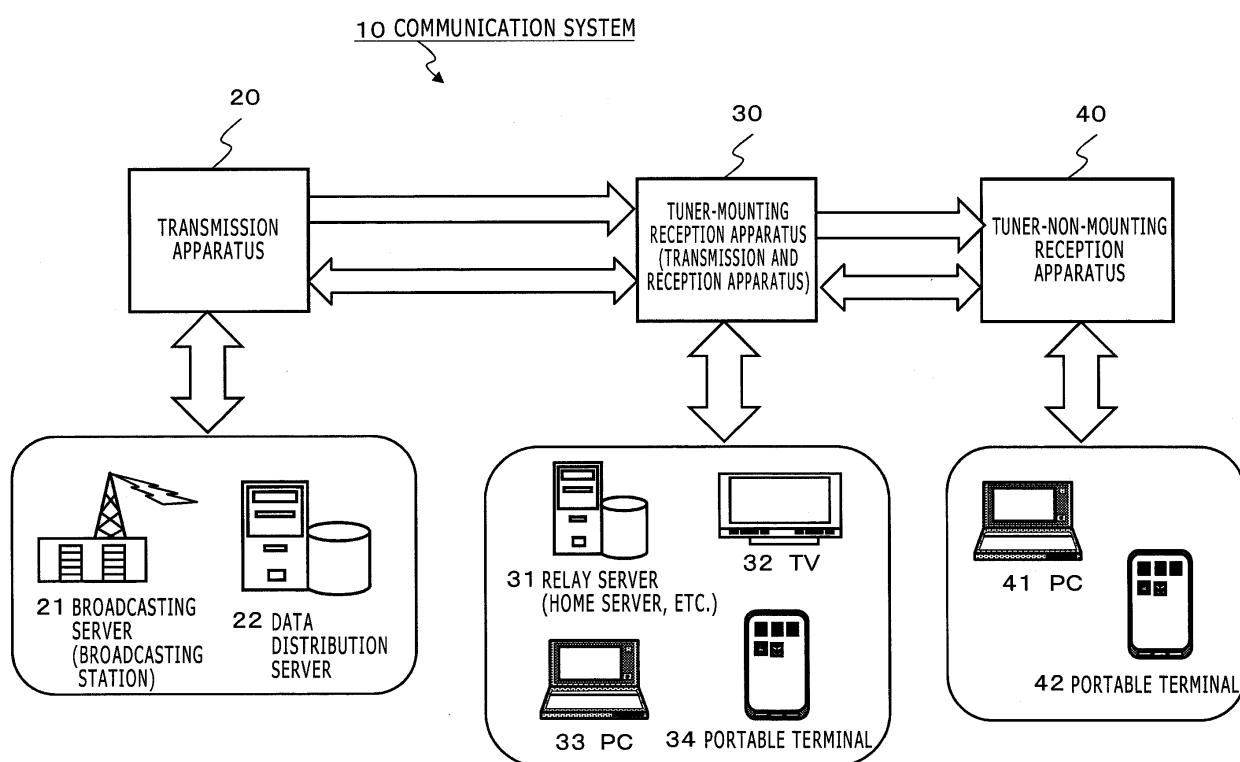 10 COMMUNICATION SYSTEM
20
30
40
TRANSMISSION
APPARATUS
TUNER-MOUNTING
RECEPTION APPARATUS
(TRANSMISSION AND
RECEPTION APPARATUS)
TUNER-NON-MOUNTING
RECEPTION
APPARATUS
21 BROADCASTING
SERVER
(BROADCASTING
STATION)
22 DATA
DISTRIBUTION
SERVER
31 RELAY SERVER
(HOME SERVER, ETC.)
32 TV
33 PC
34 PORTABLE TERMINAL
41 PC
42 PORTABLE TERMINAL